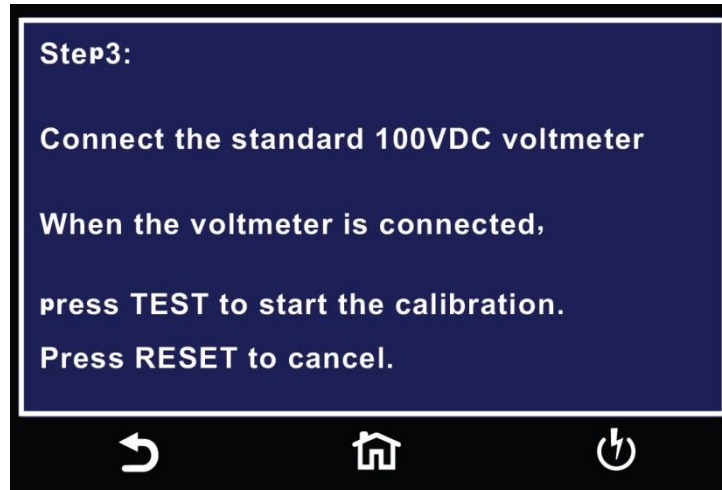 Step3:
Connect the standard 100VDC voltmeter
When the voltmeter is connected,
press TEST to start the calibration.
Press RESET to cancel.